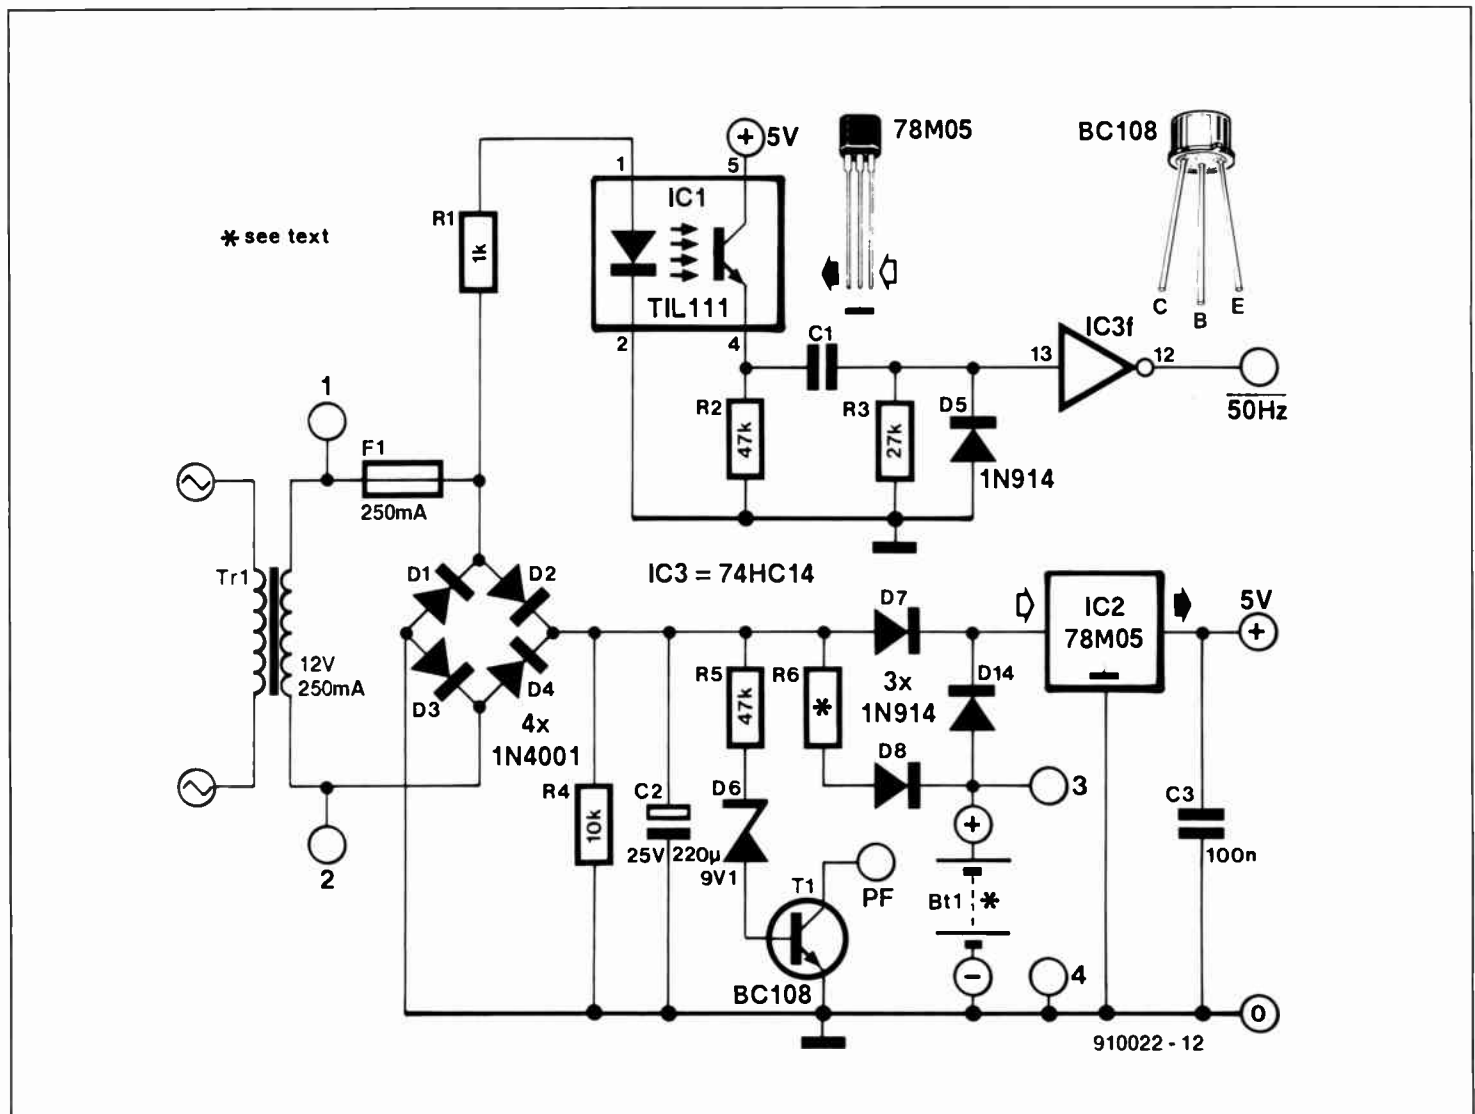 + 5V
78M05
BC108
1
5
IC1
R1
1k
* see text
TIL111
2
4
C1
C
B
E
IC3f
13
12
50Hz
R2
47k
R3
27k
D5
1N914
1
F1
250mA
IC3 = 74HC14
Tr1
12V
250mA
D1
D2
D3
D4
4x
1N4001
D7
IC2
78M05
5V
+
R5
47k
R6
*
3x
1N914
D14
D8
3
R4
10k
C2
25V
220µ
D6
9V1
C3
100n
+
2
T1
PF
Bt1
*
BC108
−
4
0
910022 - 12